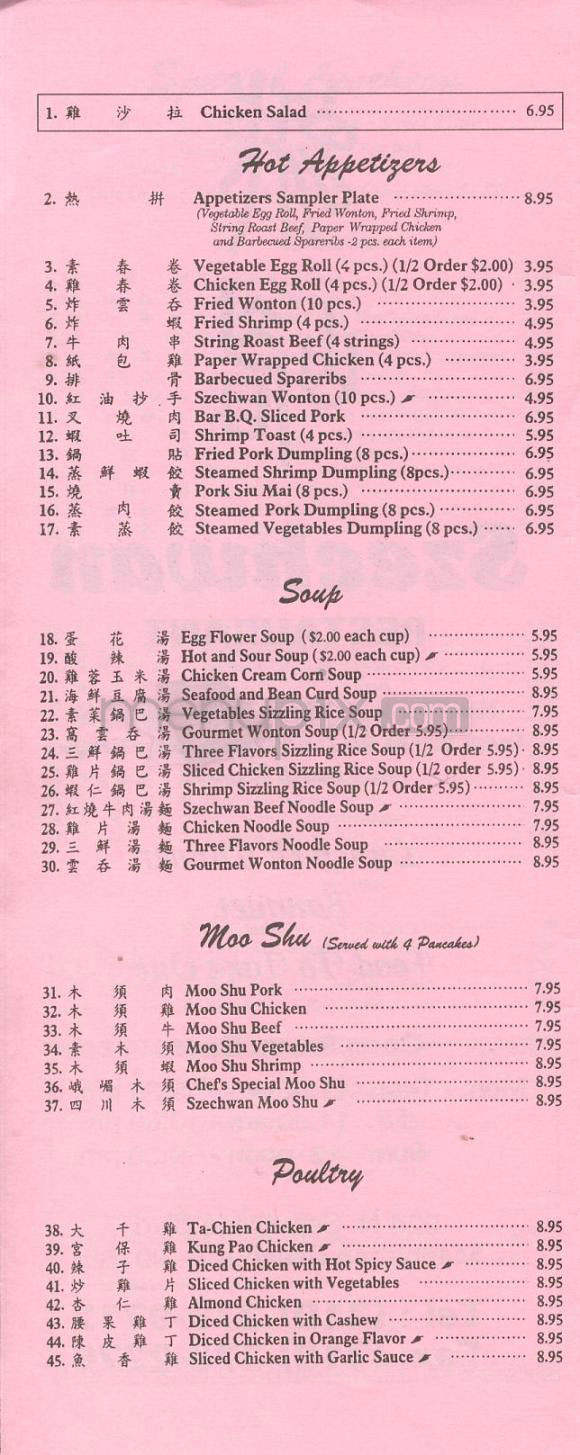 1. 雞沙拉 Chicken Salad 6.95
Hot Appetizers
2. 熱拼 Appetizers Sampler Plate 8.95
(Vegetable Egg Roll, Fried Wonton, Fried Shrimp,
String Roast Beef, Paper Wrapped Chicken
and Barbecued Spareribs -2 pcs. each item)
3. 素春卷 Vegetable Egg Roll (4 pcs.) (1/2 Order $2.00) 3.95
4. 雞春卷 Chicken Egg Roll (4 pcs.) (1/2 Order $2.00) 3.95
5. 炸雲吞 Fried Wonton (10 pcs.) 3.95
6. 炸蝦 Fried Shrimp (4 pcs.) 4.95
7. 牛肉串 String Roast Beef (4 strings) 4.95
8. 紙包雞 Paper Wrapped Chicken (4 pcs.) 3.95
9. 排骨 Barbecued Spareribs 6.95
10. 紅油抄手 Szechwan Wonton (10 pcs.) 4.95
11. 叉燒肉 Bar B.Q. Sliced Pork 6.95
12. 蝦吐司 Shrimp Toast (4 pcs.) 5.95
13. 鍋貼 Fried Pork Dumpling (8 pcs.) 6.95
14. 蒸鮮蝦餃 Steamed Shrimp Dumpling (8pcs.) 6.95
15. 燒賣 Pork Siu Mai (8 pcs.) 6.95
16. 蒸肉餃 Steamed Pork Dumpling (8 pcs.) 6.95
17. 素蒸餃 Steamed Vegetables Dumpling (8 pcs.) 6.95
Soup
18. 蛋花湯 Egg Flower Soup ($2.00 each cup) 5.95
19. 酸辣湯 Hot and Sour Soup ($2.00 each cup) 5.95
20. 雞蓉玉米湯 Chicken Cream Corn Soup 5.95
21. 海鮮豆腐湯 Seafood and Bean Curd Soup 8.95
22. 素菜鍋巴湯 Vegetables Sizzling Rice Soup 7.95
23. 窩雲吞湯 Gourmet Wonton Soup (1/2 Order 5.95) 8.95
24. 三鮮鍋巴湯 Three Flavors Sizzling Rice Soup (1/2 Order 5.95) 8.95
25. 雞片鍋巴湯 Sliced Chicken Sizzling Rice Soup (1/2 order 5.95) 8.95
26. 蝦仁鍋巴湯 Shrimp Sizzling Rice Soup (1/2 Order 5.95) 8.95
27. 紅燒牛肉湯麵 Szechwan Beef Noodle Soup 7.95
28. 雞片湯麵 Chicken Noodle Soup 7.95
29. 三鮮湯麵 Three Flavors Noodle Soup 8.95
30. 雲吞湯麵 Gourmet Wonton Noodle Soup 8.95
Moo Shu (Served with 4 Pancakes)
31. 木須肉 Moo Shu Pork 7.95
32. 木須雞 Moo Shu Chicken 7.95
33. 木須牛 Moo Shu Beef 7.95
34. 素木須 Moo Shu Vegetables 7.95
35. 木須蝦 Moo Shu Shrimp 8.95
36. 峨嵋木須 Chef's Special Moo Shu 8.95
37. 四川木須 Szechwan Moo Shu 8.95
Poultry
38. 大千雞 Ta-Chien Chicken 8.95
39. 宮保雞 Kung Pao Chicken 8.95
40. 辣子雞 Diced Chicken with Hot Spicy Sauce 8.95
41. 炒雞片 Sliced Chicken with Vegetables 8.95
42. 杏仁雞 Almond Chicken 8.95
43. 腰果雞丁 Diced Chicken with Cashew 8.95
44. 陳皮雞丁 Diced Chicken in Orange Flavor 8.95
45. 魚香雞 Sliced Chicken with Garlic Sauce 8.95